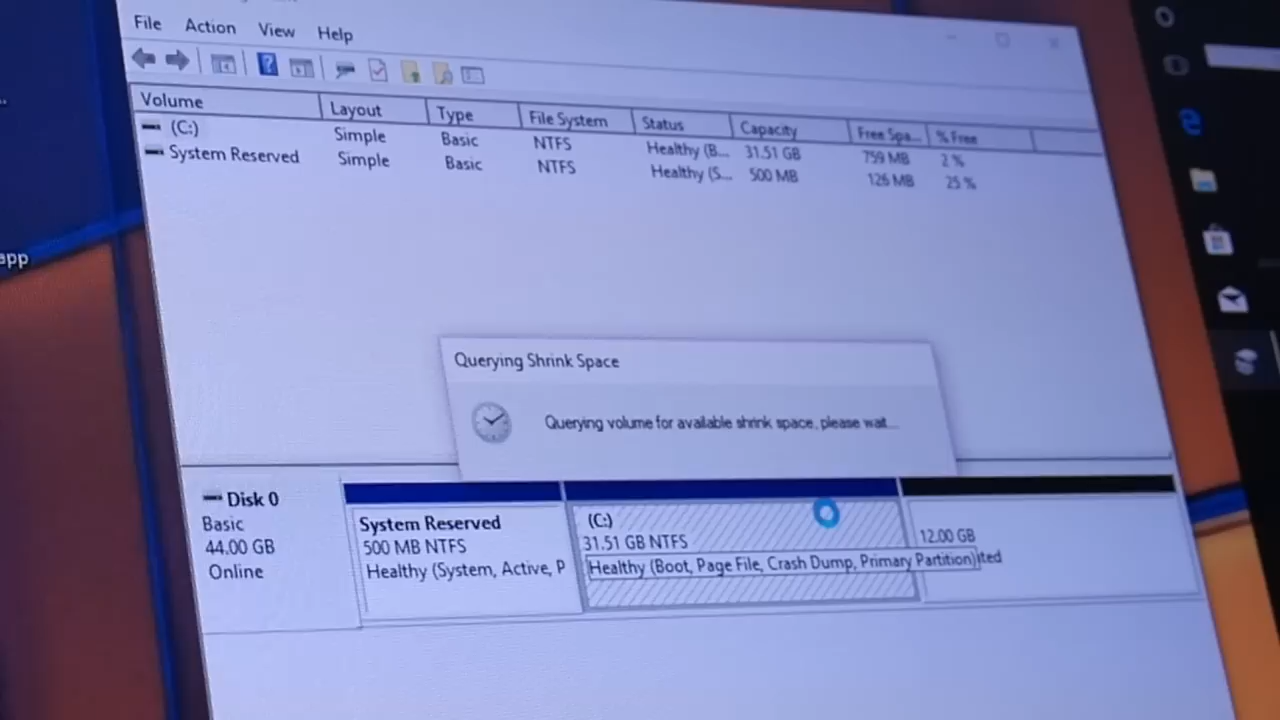 File Action View Help
Volume Layout Type File System Status Capacity Free Spa... % Free
(C:) Simple Basic NTFS Healthy (B... 31.51 GB 759 MB 2 %
System Reserved Simple Basic NTFS Healthy (S... 500 MB 126 MB 25 %
app
Querying Shrink Space
Querying volume for available shrink space, please wait...
Disk 0
Basic
44.00 GB
Online
System Reserved
500 MB NTFS
Healthy (System, Active, P
(C:)
31.51 GB NTFS
Healthy (Boot, Page File, Crash Dump, Primary Partition)
12.00 GB
ted